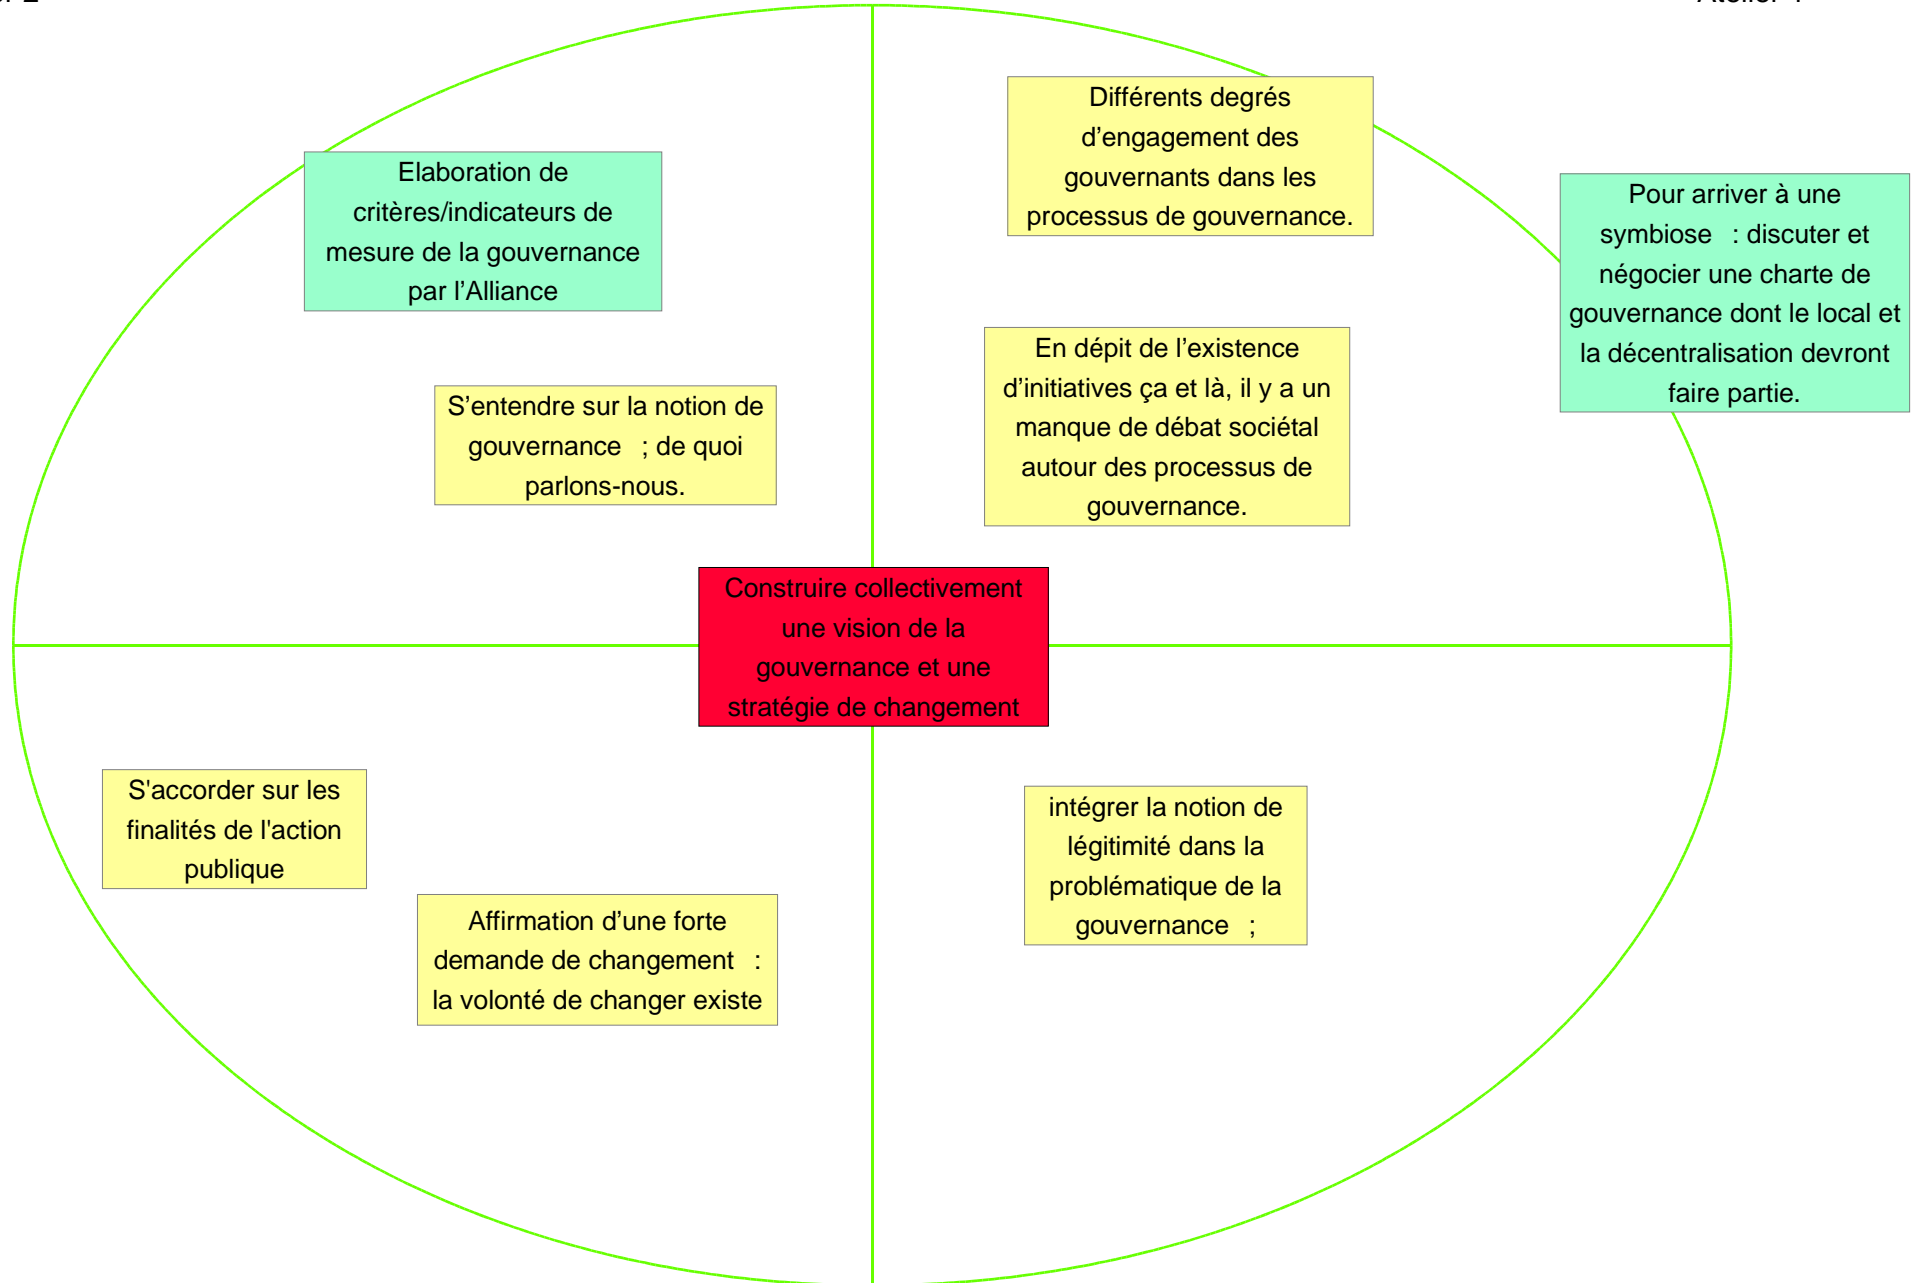 Différents degrés
d’engagement des
gouvernants dans les
processus de gouvernance.
Elaboration de
critères/indicateurs de
mesure de la gouvernance
par l’Alliance
Pour arriver à une
symbiose : discuter et
négocier une charte de
gouvernance dont le local et
la décentralisation devront
faire partie.
En dépit de l’existence
d’initiatives ça et là, il y a un
manque de débat sociétal
autour des processus de
gouvernance.
S’entendre sur la notion de
gouvernance ; de quoi
parlons-nous.
Construire collectivement
une vision de la
gouvernance et une
stratégie de changement
S'accorder sur les
finalités de l'action
publique
intégrer la notion de
légitimité dans la
problématique de la
gouvernance ;
Affirmation d’une forte
demande de changement :
la volonté de changer existe